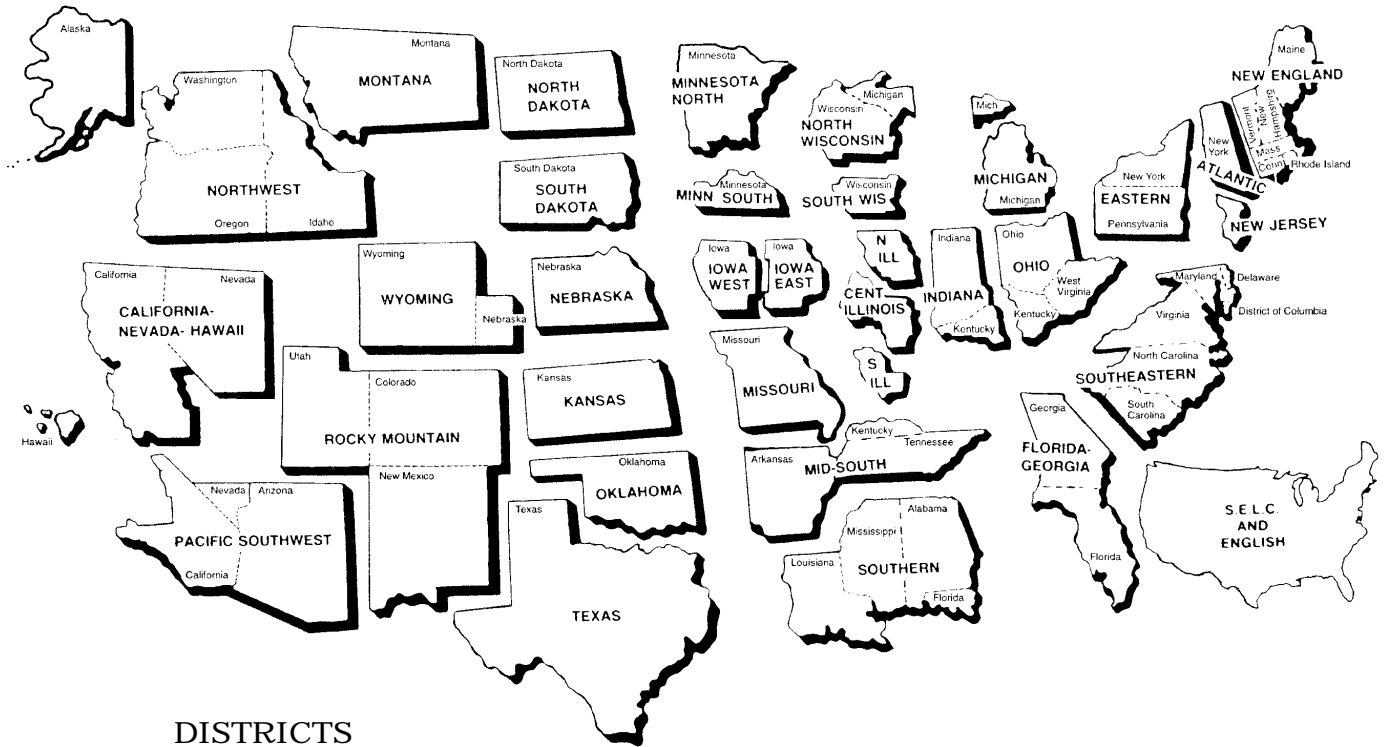 Alaska
Washington
NORTHWEST
Oregon
Idaho
Montana
MONTANA
North Dakota
NORTH
DAKOTA
South Dakota
SOUTH
DAKOTA
Minnesota
MINNESOTA
NORTH
Minnesota
MINN SOUTH
Michigan
Wisconsin
NORTH
WISCONSIN
Wisconsin
SOUTH WIS
Mich
MICHIGAN
Michigan
Maine
NEW ENGLAND
New
Hampshire
Vermont
Mass
Conn
Rhode Island
New
York
ATLANTIC
New York
EASTERN
Pennsylvania
NEW JERSEY
California
Nevada
CALIFORNIA-
NEVADA- HAWAII
Hawaii
Wyoming
WYOMING
Nebraska
Nebraska
NEBRASKA
Iowa
IOWA
WEST
Iowa
IOWA
EAST
N
ILL
CENT
ILLINOIS
S
ILL
Indiana
INDIANA
Kentucky
Ohio
OHIO
West
Virginia
Kentucky
Maryland
Delaware
District of Columbia
Virginia
North Carolina
SOUTHEASTERN
South
Carolina
Utah
Colorado
ROCKY MOUNTAIN
New Mexico
Kansas
KANSAS
Missouri
MISSOURI
Oklahoma
OKLAHOMA
Kentucky
Tennessee
Arkansas
MID-SOUTH
Georgia
FLORIDA-
GEORGIA
Florida
Nevada
Arizona
PACIFIC SOUTHWEST
California
Texas
TEXAS
Alabama
Mississippi
Louisiana
SOUTHERN
Florida
S.E.L.C.
AND
ENGLISH
DISTRICTS